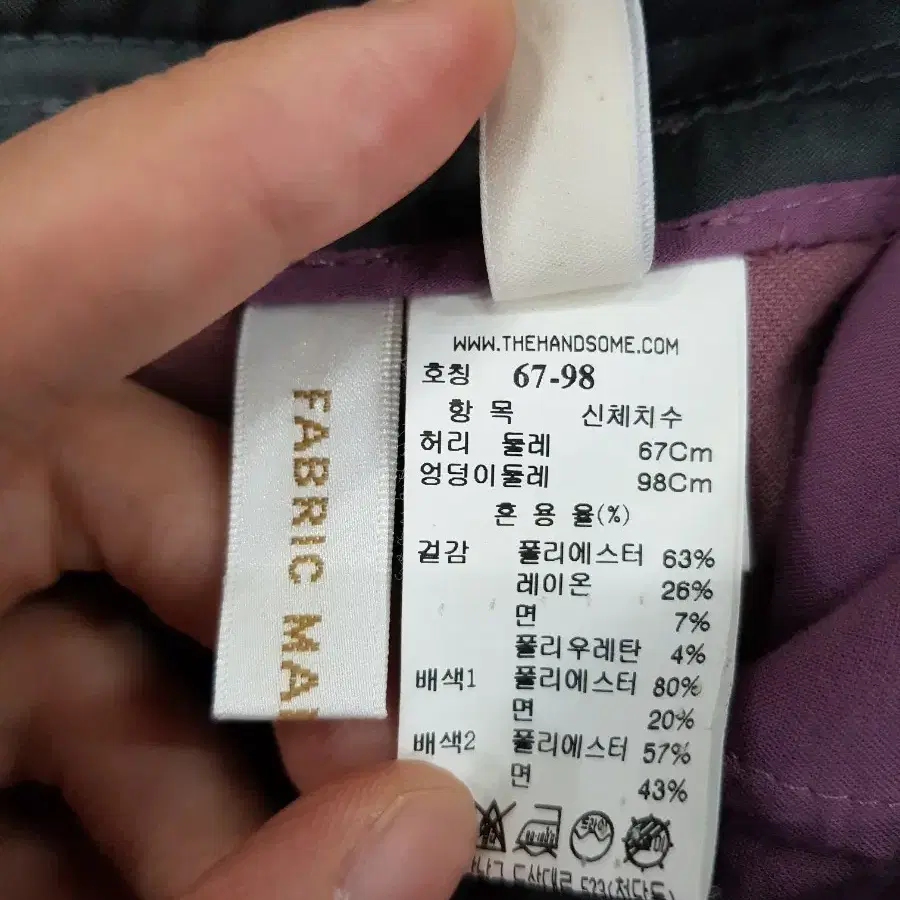 FABRIC MA
WWW.THEHANDSOME.COM
호칭 67-98
항 목 신체치수
허리 둘레 67Cm
엉덩이둘레 98Cm
혼 용 율(%)
겉감 폴리에스터 63%
레이온 26%
면 7%
폴리우레탄 4%
배색1 폴리에스터 80%
면 20%
배색2 폴리에스터 57%
면 43%
드라이